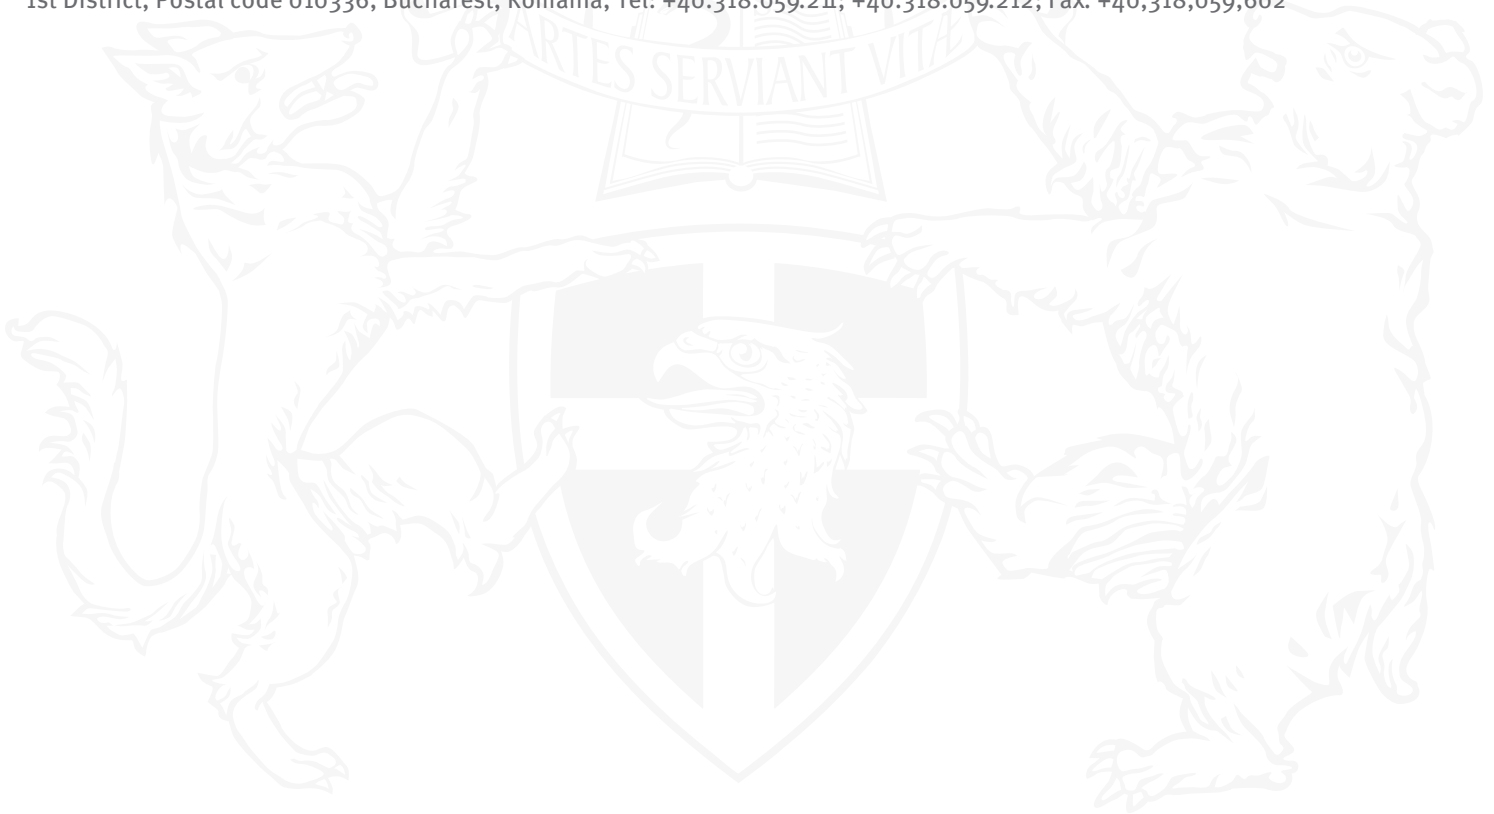 1st District, Postal code 010336, Bucharest, Romania, Tel: +40.318.059.211; +40.318.059.212; Fax. +40,318,059,602
ARTES SERVIANT VITÆ